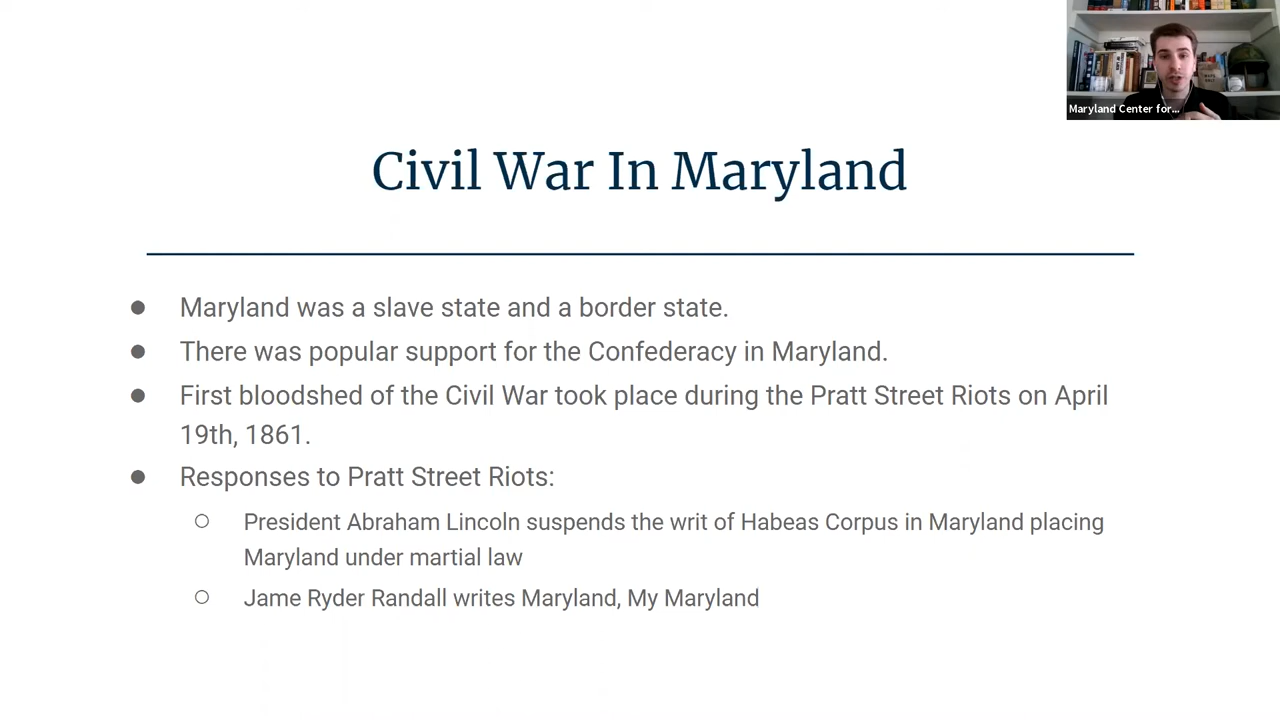 Maryland Center for...
Civil War In Maryland
● Maryland was a slave state and a border state.
● There was popular support for the Confederacy in Maryland.
● First bloodshed of the Civil War took place during the Pratt Street Riots on April
19th, 1861.
● Responses to Pratt Street Riots:
○ President Abraham Lincoln suspends the writ of Habeas Corpus in Maryland placing
Maryland under martial law
○ Jame Ryder Randall writes Maryland, My Maryland